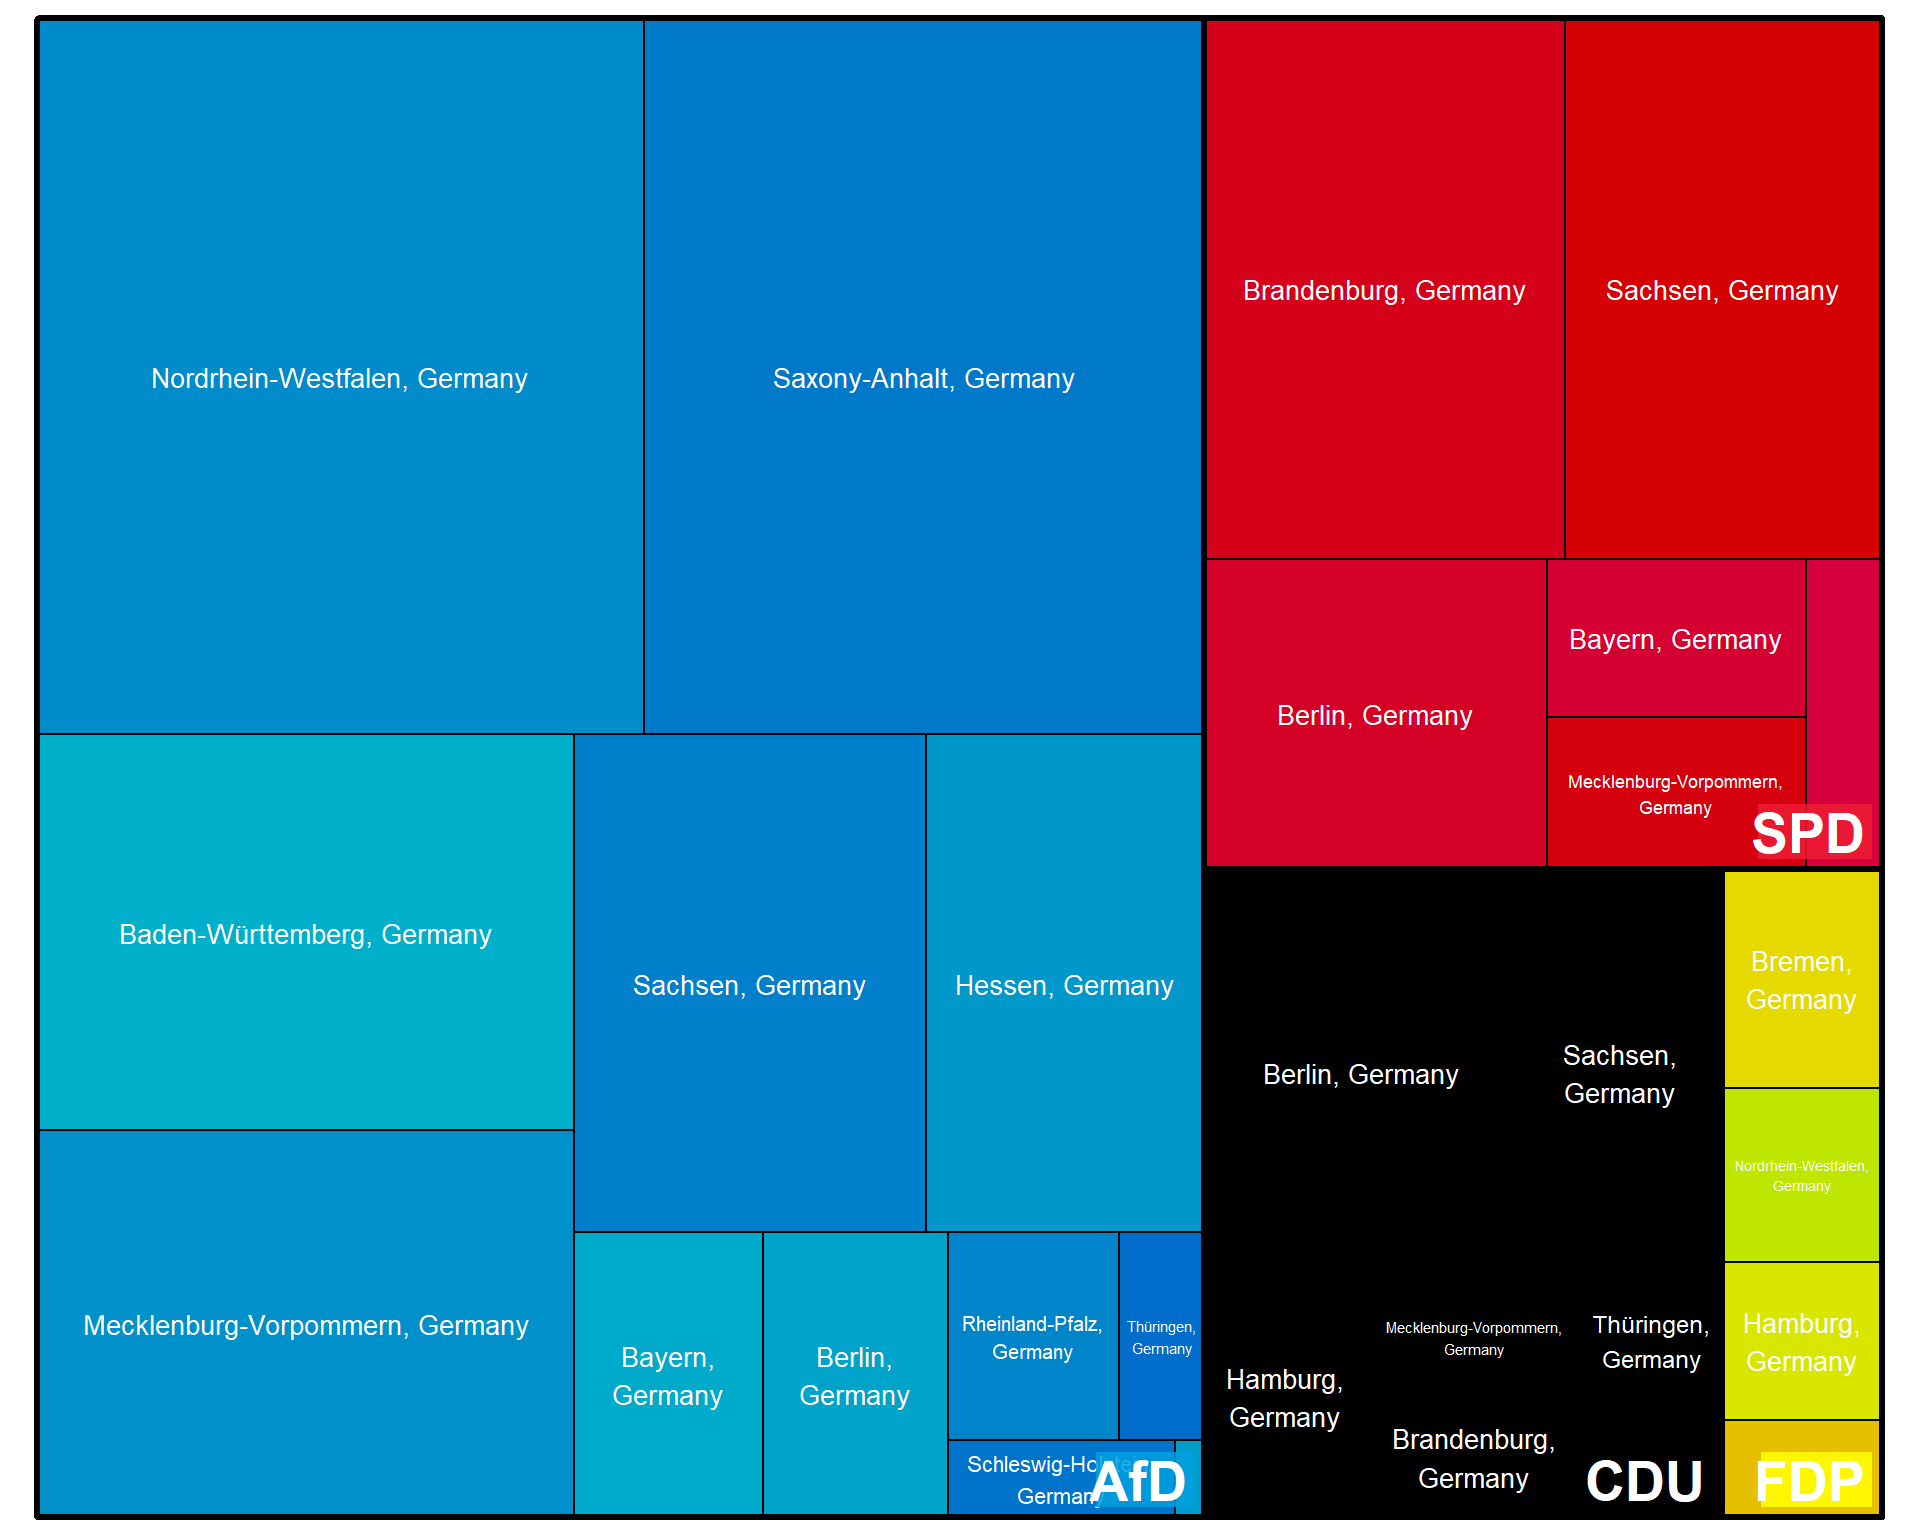 Nordrhein-Westfalen, Germany
Saxony-Anhalt, Germany
Baden-Württemberg, Germany
Sachsen, Germany
Hessen, Germany
Mecklenburg-Vorpommern, Germany
Bayern,
Germany
Berlin,
Germany
Rheinland-Pfalz,
Germany
Thüringen,
Germany
Germany
AfD
Brandenburg, Germany
Sachsen, Germany
Berlin, Germany
Bayern, Germany
Mecklenburg-Vorpommern,
Germany
SPD
Berlin, Germany
Sachsen,
Germany
Hamburg,
Germany
Mecklenburg-Vorpommern,
Germany
Thüringen,
Germany
Brandenburg,
Germany
CDU
Bremen,
Germany
Nordrhein-Westfalen,
Germany
Hamburg,
Germany
FDP